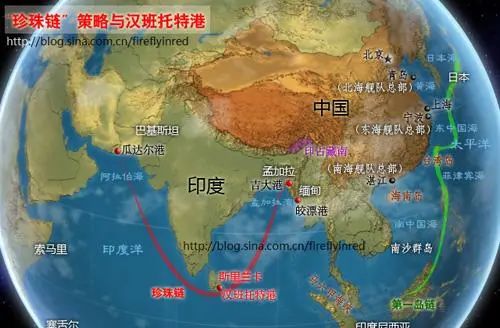 “珍珠链”策略与汉班托特港
http://blog.sina.com.cn/fireflyinred
北京
日本海
青岛
日本
(北海舰队总部)
黄海
中国
上海
宁波
(东海舰队总部)
东中国海
太平洋
巴基斯坦
瓜达尔港
印占藏南
台湾岛
(南海舰队总部)
菲律宾海
湛江
阿拉伯海
印度
孟加拉
吉大港
缅甸
孟加拉湾
皎漂港
海南岛
南中国海
索马里
印度洋
http://blog.sina.com.cn/fireflyinred
南沙群岛
斯里兰卡
珍珠链
汉班托特港
第一岛链
塞舌尔
印度尼西亚